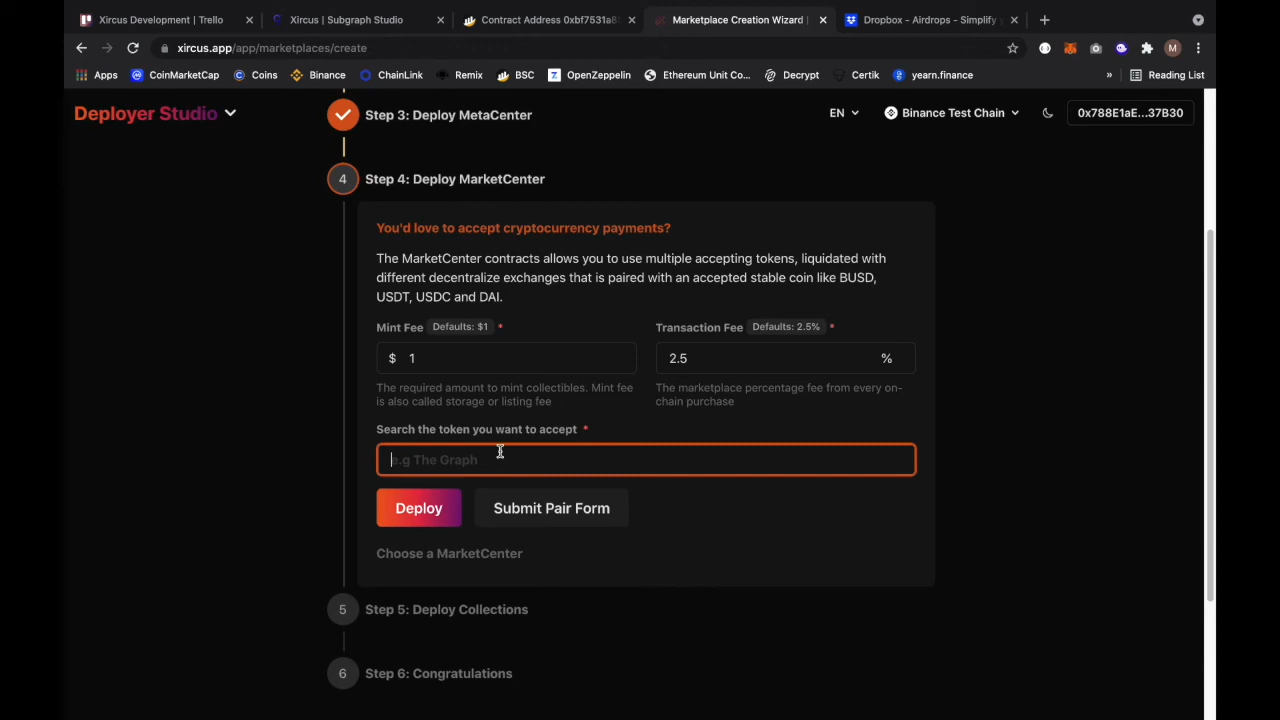 Xircus Development | Trello
Xircus | Subgraph Studio
Contract Address 0xbf7531a8
Marketplace Creation Wizard |
Dropbox - Airdrops - Simplify y
xircus.app/app/marketplaces/create
M
Apps
CoinMarketCap
Coins
Binance
ChainLink
Remix
BSC
OpenZeppelin
Ethereum Unit Co...
Decrypt
Certik
yearn.finance
»
Reading List
Deployer Studio
Step 3: Deploy MetaCenter
EN
Binance Test Chain
0x788E1aE...37B30
4
Step 4: Deploy MarketCenter
You'd love to accept cryptocurrency payments?
The MarketCenter contracts allows you to use multiple accepting tokens, liquidated with
different decentralize exchanges that is paired with an accepted stable coin like BUSD,
USDT, USDC and DAI.
Mint Fee Defaults: $1 *
Transaction Fee Defaults: 2.5% *
$ 1
2.5 %
The required amount to mint collectibles. Mint fee
is also called storage or listing fee
The marketplace percentage fee from every on-
chain purchase
Search the token you want to accept *
e.g The Graph
Deploy
Submit Pair Form
Choose a MarketCenter
5
Step 5: Deploy Collections
6
Step 6: Congratulations